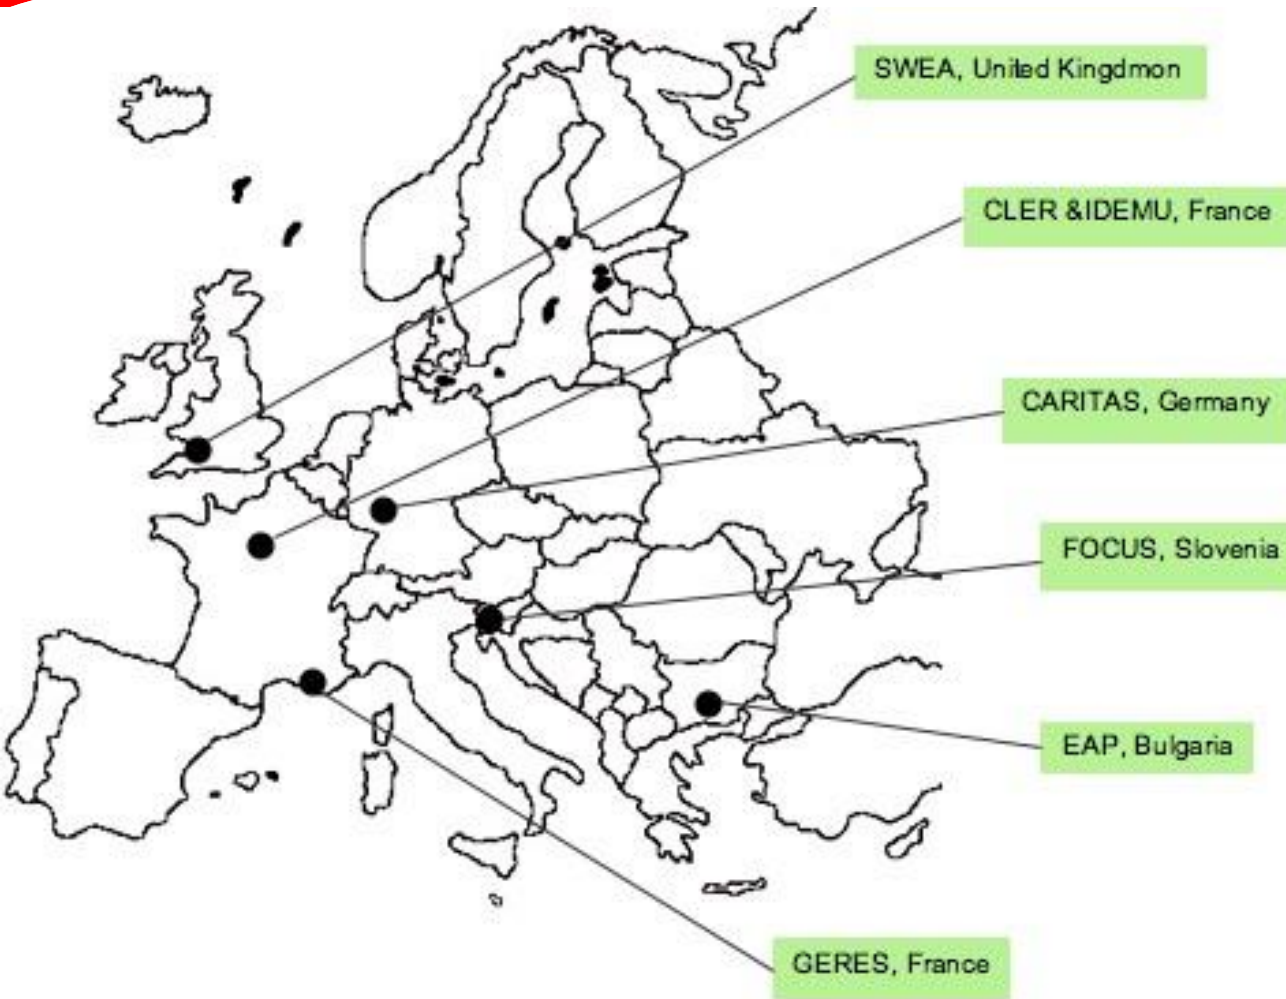 SWEA, United Kingdmon
CLER &IDEMU, France
CARITAS, Germany
FOCUS, Slovenia
EAP, Bulgaria
GERES, France